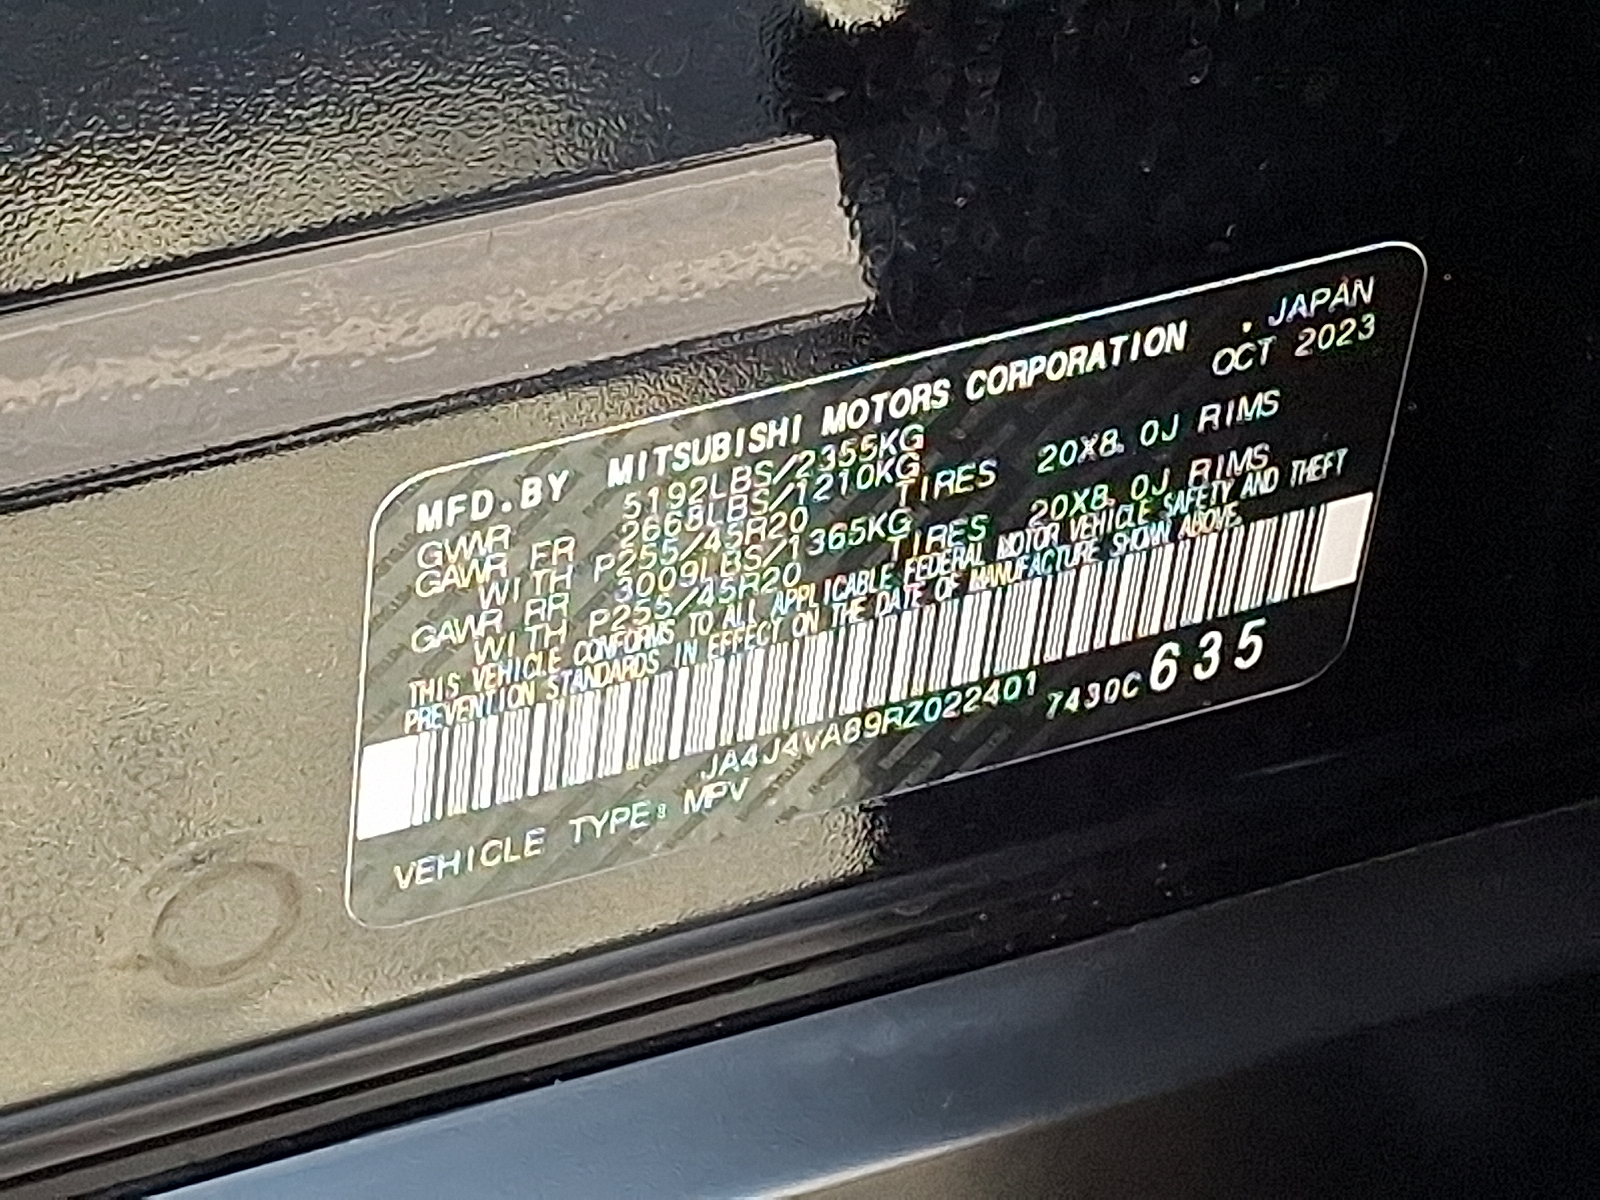 MFD.BY MITSUBISHI MOTORS CORPORATION . JAPAN
OCT 2023
GVWR 5192LBS/2355KG
GAWR FR 2668LBS/1210KG
WITH P255/45R20 TIRES 20X8.0J RIMS
GAWR RR 3009LBS/1365KG
WITH P255/45R20 TIRES 20X8.0J RIMS
THIS VEHICLE CONFORMS TO ALL APPLICABLE FEDERAL MOTOR VEHICLE SAFETY AND THEFT
PREVENTION STANDARDS IN EFFECT ON THE DATE OF MANUFACTURE SHOWN ABOVE.
JA4J4VA89RZ022401 7430C635
VEHICLE TYPE: MPV